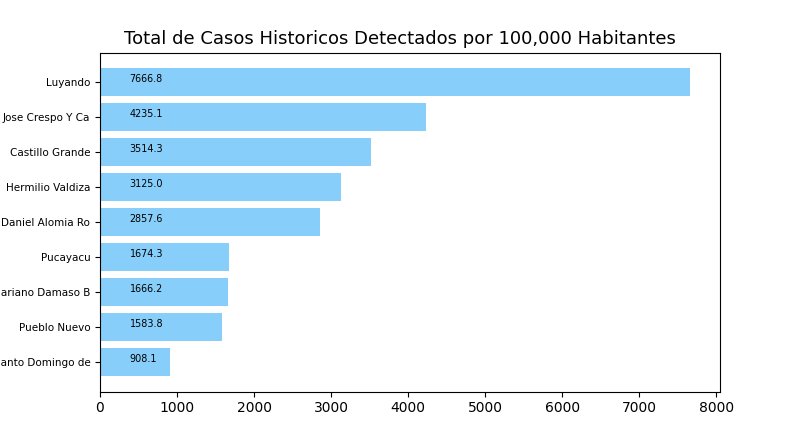 Total de Casos Historicos Detectados por 100,000 Habitantes
Luyando 7666.8
Jose Crespo Y Ca 4235.1
Castillo Grande 3514.3
Hermilio Valdiza 3125.0
Daniel Alomia Ro 2857.6
Pucayacu 1674.3
ariano Damaso B 1666.2
Pueblo Nuevo 1583.8
anto Domingo de 908.1
0 1000 2000 3000 4000 5000 6000 7000 8000